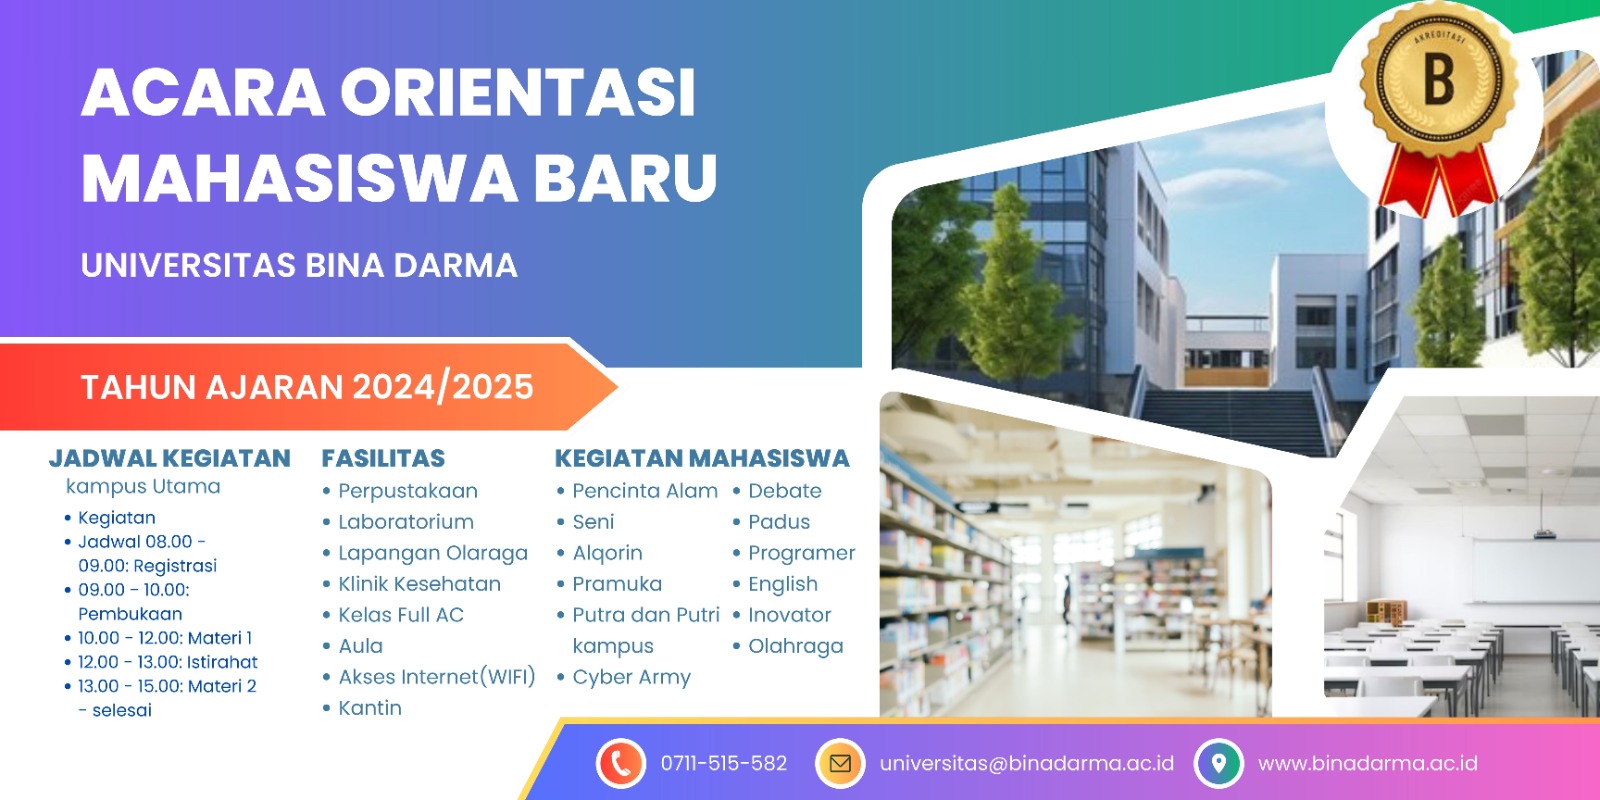 ACARA ORIENTASI
MAHASISWA BARU
UNIVERSITAS BINA DARMA
AKREDITASI
B
TAHUN AJARAN 2024/2025
JADWAL KEGIATAN
kampus Utama
• Kegiatan
• Jadwal 08.00 -
09.00: Registrasi
• 09.00 - 10.00:
Pembukaan
• 10.00 - 12.00: Materi 1
• 12.00 - 13.00: Istirahat
• 13.00 - 15.00: Materi 2
- selesai
FASILITAS
• Perpustakaan
• Laboratorium
• Lapangan Olaraga
• Klinik Kesehatan
• Kelas Full AC
• Aula
• Akses Internet(WIFI)
• Kantin
KEGIATAN MAHASISWA
• Pencinta Alam
• Seni
• Alqorin
• Pramuka
• Putra dan Putri
kampus
• Cyber Army
• Debate
• Padus
• Programer
• English
• Inovator
• Olahraga
0711-515-582
universitas@binadarma.ac.id
www.binadarma.ac.id